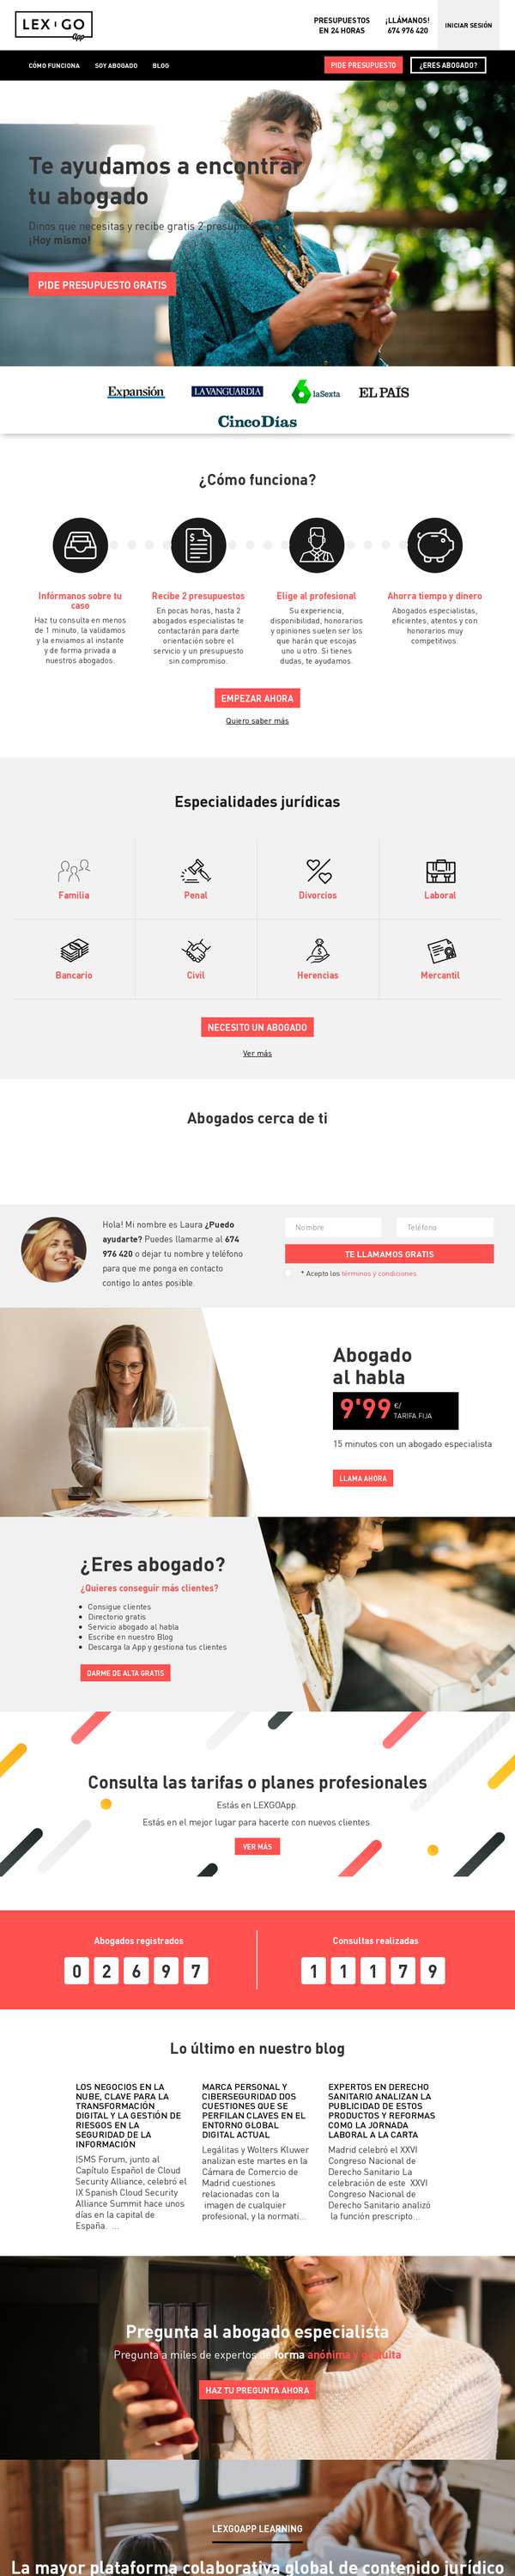 LEX GO
App
PRESUPUESTOS
EN 24 HORAS
¡LLÁMANOS!
674 976 420
INICIAR SESIÓN
CÓMO FUNCIONA
SOY ABOGADO
BLOG
PIDE PRESUPUESTO
¿ERES ABOGADO?
Te ayudamos a encontrar
tu abogado
Dinos qué necesitas y recibe gratis 2
¡Hoy mismo!
PIDE PRESUPUESTO GRATIS
Expansión
LA VANGUARDIA
laSexta
EL PAÍS
CincoDías
¿Cómo funciona?
Infórmanos sobre tu
caso
Haz tu consulta en menos
de 1 minuto, la validamos
y la enviamos al instante
y de forma privada a
nuestros abogados.
Recibe 2 presupuestos
En pocas horas, hasta 2
abogados especialistas te
contactarán para darte
orientación sobre el
servicio y un presupuesto
sin compromiso.
Elige al profesional
Su experiencia,
disponibilidad, honorarios
y opiniones suelen ser los
que harán que escojas
uno u otro. Si tienes
dudas, te ayudamos.
Ahorra tiempo y dinero
Abogados especialistas,
eficientes, atentos y con
honorarios muy
competitivos.
EMPEZAR AHORA
Quiero saber más
Especialidades jurídicas
Familia
Penal
Divorcios
Laboral
Bancario
Civil
Herencias
Mercantil
NECESITO UN ABOGADO
Ver más
Abogados cerca de ti
Hola! Mi nombre es Laura ¿Puedo
ayudarte? Puedes llamarme al 674
976 420 o dejar tu nombre y teléfono
para que me ponga en contacto
contigo lo antes posible.
Nombre
Teléfono
TE LLAMAMOS GRATIS
* Acepto los términos y condiciones
Abogado
al habla
9'99 €/
TARIFA FIJA
15 minutos con un abogado especialista
LLAMA AHORA
¿Eres abogado?
¿Quieres conseguir más clientes?
Consigue clientes
Directorio gratis
Servicio abogado al habla
Escribe en nuestro Blog
Descarga la App y gestiona tus clientes
DARME DE ALTA GRATIS
Consulta las tarifas o planes profesionales
Estás en LEXGOApp.
Estás en el mejor lugar para hacerte con nuevos clientes.
VER MÁS
Abogados registrados
0 2 6 9 7
Consultas realizadas
1 1 1 7 9
Lo último en nuestro blog
LOS NEGOCIOS EN LA
NUBE, CLAVE PARA LA
TRANSFORMACIÓN
DIGITAL Y LA GESTIÓN DE
RIESGOS EN LA
SEGURIDAD DE LA
INFORMACIÓN
ISMS Forum, junto al
Capítulo Español de Cloud
Security Alliance, celebró el
IX Spanish Cloud Security
Alliance Summit hace unos
días en la capital de
España. ...
MARCA PERSONAL Y
CIBERSEGURIDAD DOS
CUESTIONES QUE SE
PERFILAN CLAVES EN EL
ENTORNO GLOBAL
DIGITAL ACTUAL
Legálitas y Wolters Kluwer
analizan este martes en la
Cámara de Comercio de
Madrid cuestiones
relacionadas con la
imagen de cualquier
profesional, y la normati...
EXPERTOS EN DERECHO
SANITARIO ANALIZAN LA
PUBLICIDAD DE ESTOS
PRODUCTOS Y REFORMAS
COMO LA JORNADA
LABORAL A LA CARTA
Madrid celebró el XXVI
Congreso Nacional de
Derecho Sanitario La
celebración de este XXVI
Congreso Nacional de
Derecho Sanitario analizó
la función prescripto...
Pregunta al abogado especialista
Pregunta a miles de expertos de forma anónima y gratuita
HAZ TU PREGUNTA AHORA
LEXGOAPP LEARNING
La mayor plataforma colaborativa global de contenido jurídico